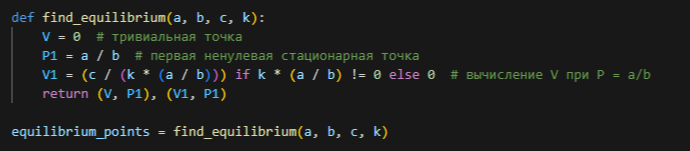 def find_equilibrium(a, b, c, k):
    V = 0  # тривиальная точка
    P1 = a / b  # первая ненулевая стационарная точка
    V1 = (c / (k * (a / b))) if k * (a / b) != 0 else 0  # вычисление V при P = a/b
    return (V, P1), (V1, P1)
equilibrium_points = find_equilibrium(a, b, c, k)